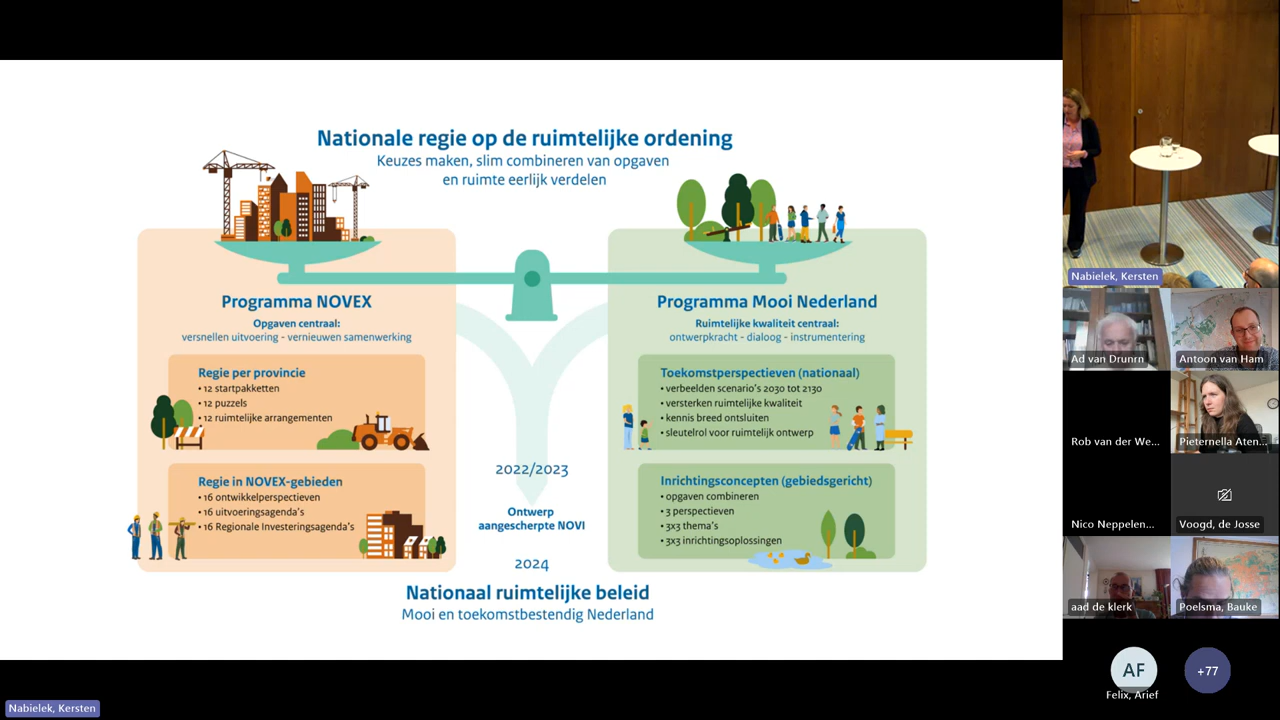 Nationale regie op de ruimtelijke ordening
Keuzes maken, slim combineren van opgaven
en ruimte eerlijk verdelen
Programma NOVEX
Opgaven centraal:
versnellen uitvoering - vernieuwen samenwerking
Regie per provincie
• 12 startpakketten
• 12 puzzels
• 12 ruimtelijke arrangementen
Regie in NOVEX-gebieden
• 16 ontwikkelperspectieven
• 16 uitvoeringsagenda's
• 16 Regionale Investeringsagenda's
2022/2023
Ontwerp
aangescherpte NOVI
2024
Programma Mooi Nederland
Ruimtelijke kwaliteit centraal:
ontwerpkracht - dialoog - instrumentering
Toekomstperspectieven (nationaal)
• verbeelden scenario's 2030 tot 2130
• versterken ruimtelijke kwaliteit
• kennis breed ontsluiten
• sleutelrol voor ruimtelijk ontwerp
Inrichtingsconcepten (gebiedsgericht)
• opgaven combineren
• 3 perspectieven
• 3x3 thema's
• 3x3 inrichtingsoplossingen
Nationaal ruimtelijke beleid
Mooi en toekomstbestendig Nederland
Nabielek, Kersten
Nabielek, Kersten
Ad van Drunrn
Antoon van Ham
Rob van der We...
Pieternella Aten...
Nico Neppelen...
Voogd, de Josse
aad de klerk
Poelsma, Bauke
AF
Felix, Arief
+77